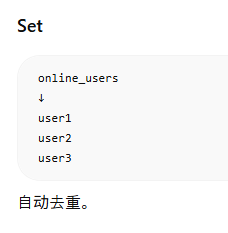 Set
online_users
↓
user1
user2
user3
自动去重。